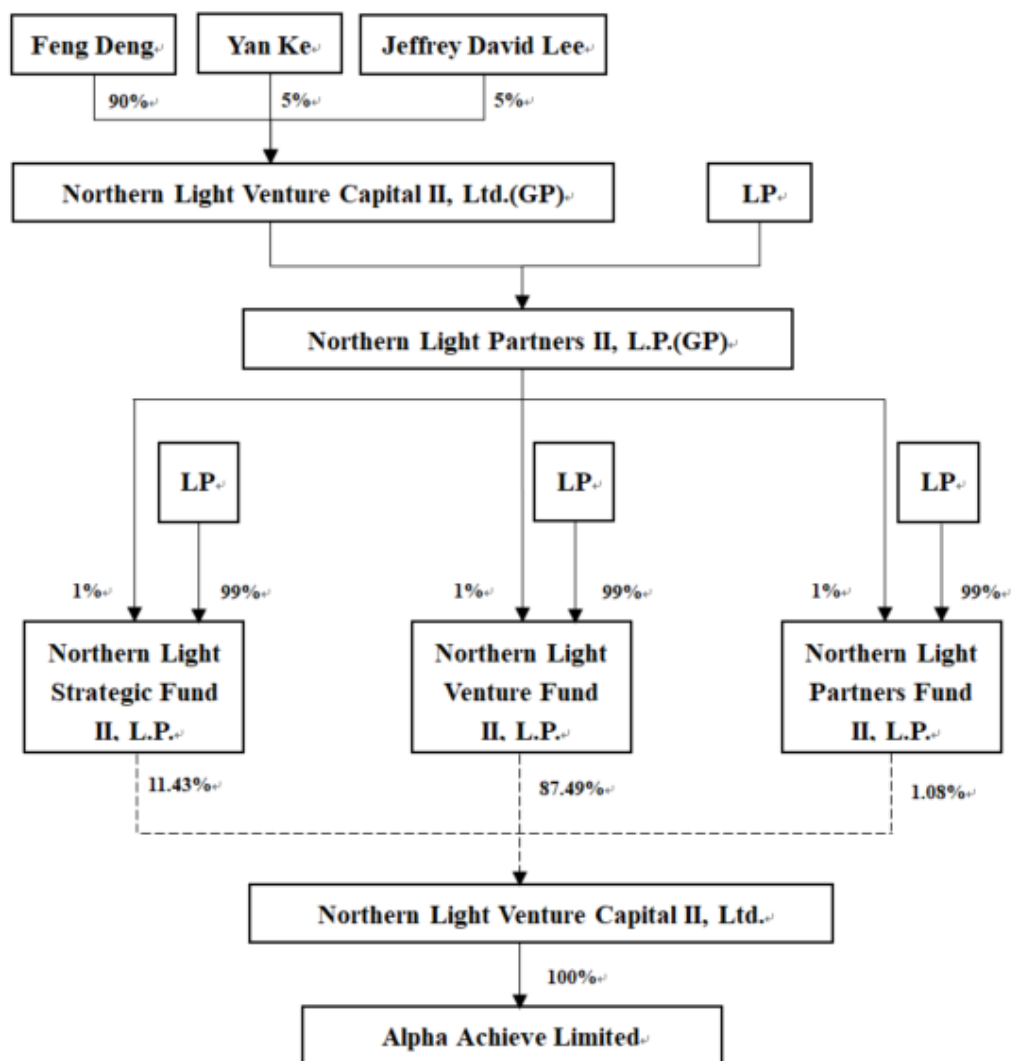 Feng Deng
Yan Ke
Jeffrey David Lee
90%
5%
5%
Northern Light Venture Capital II, Ltd.(GP)
LP
Northern Light Partners II, L.P.(GP)
LP
LP
LP
1%
99%
1%
99%
1%
99%
Northern Light
Strategic Fund
II, L.P.
Northern Light
Venture Fund
II, L.P.
Northern Light
Partners Fund
II, L.P.
11.43%
87.49%
1.08%
Northern Light Venture Capital II, Ltd.
100%
Alpha Achieve Limited